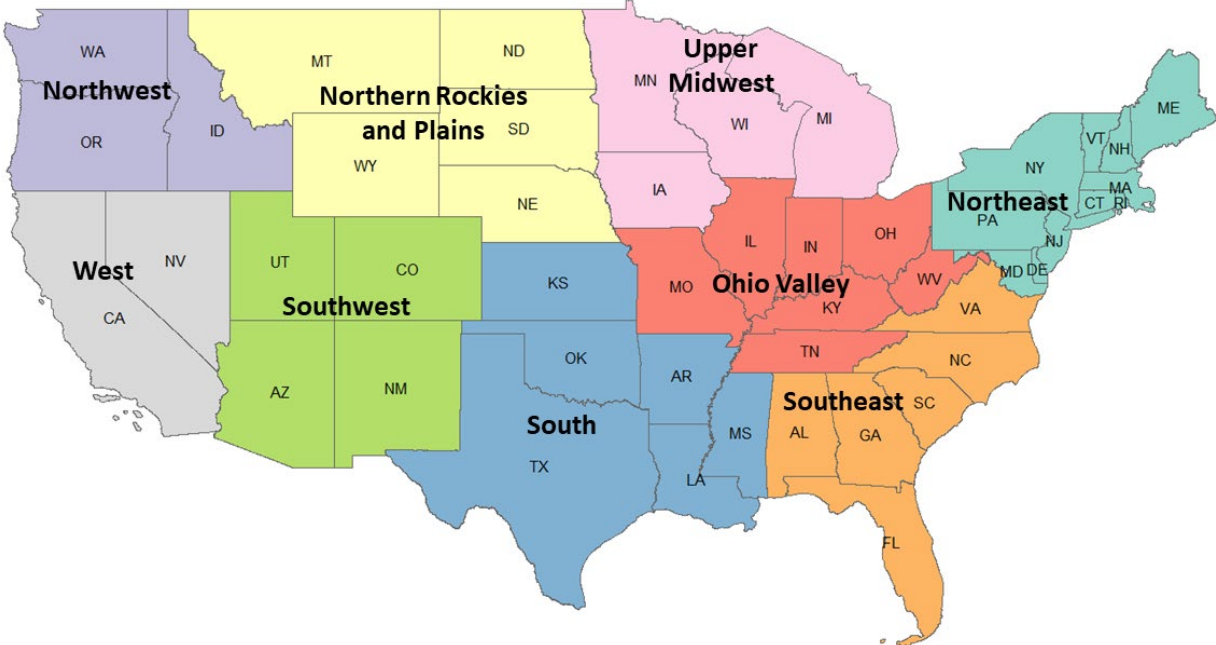 WA
Northwest
OR
ID
MT
ND
Northern Rockies
and Plains
SD
WY
NE
Upper
Midwest
MN
WI
MI
IA
ME
VT
NH
NY
MA
CT
RI
Northeast
PA
NJ
MD
DE
West
NV
CA
UT
CO
Southwest
AZ
NM
KS
OK
AR
South
TX
LA
MS
IL
IN
OH
Ohio Valley
MO
WV
KY
TN
VA
NC
Southeast
SC
AL
GA
FL